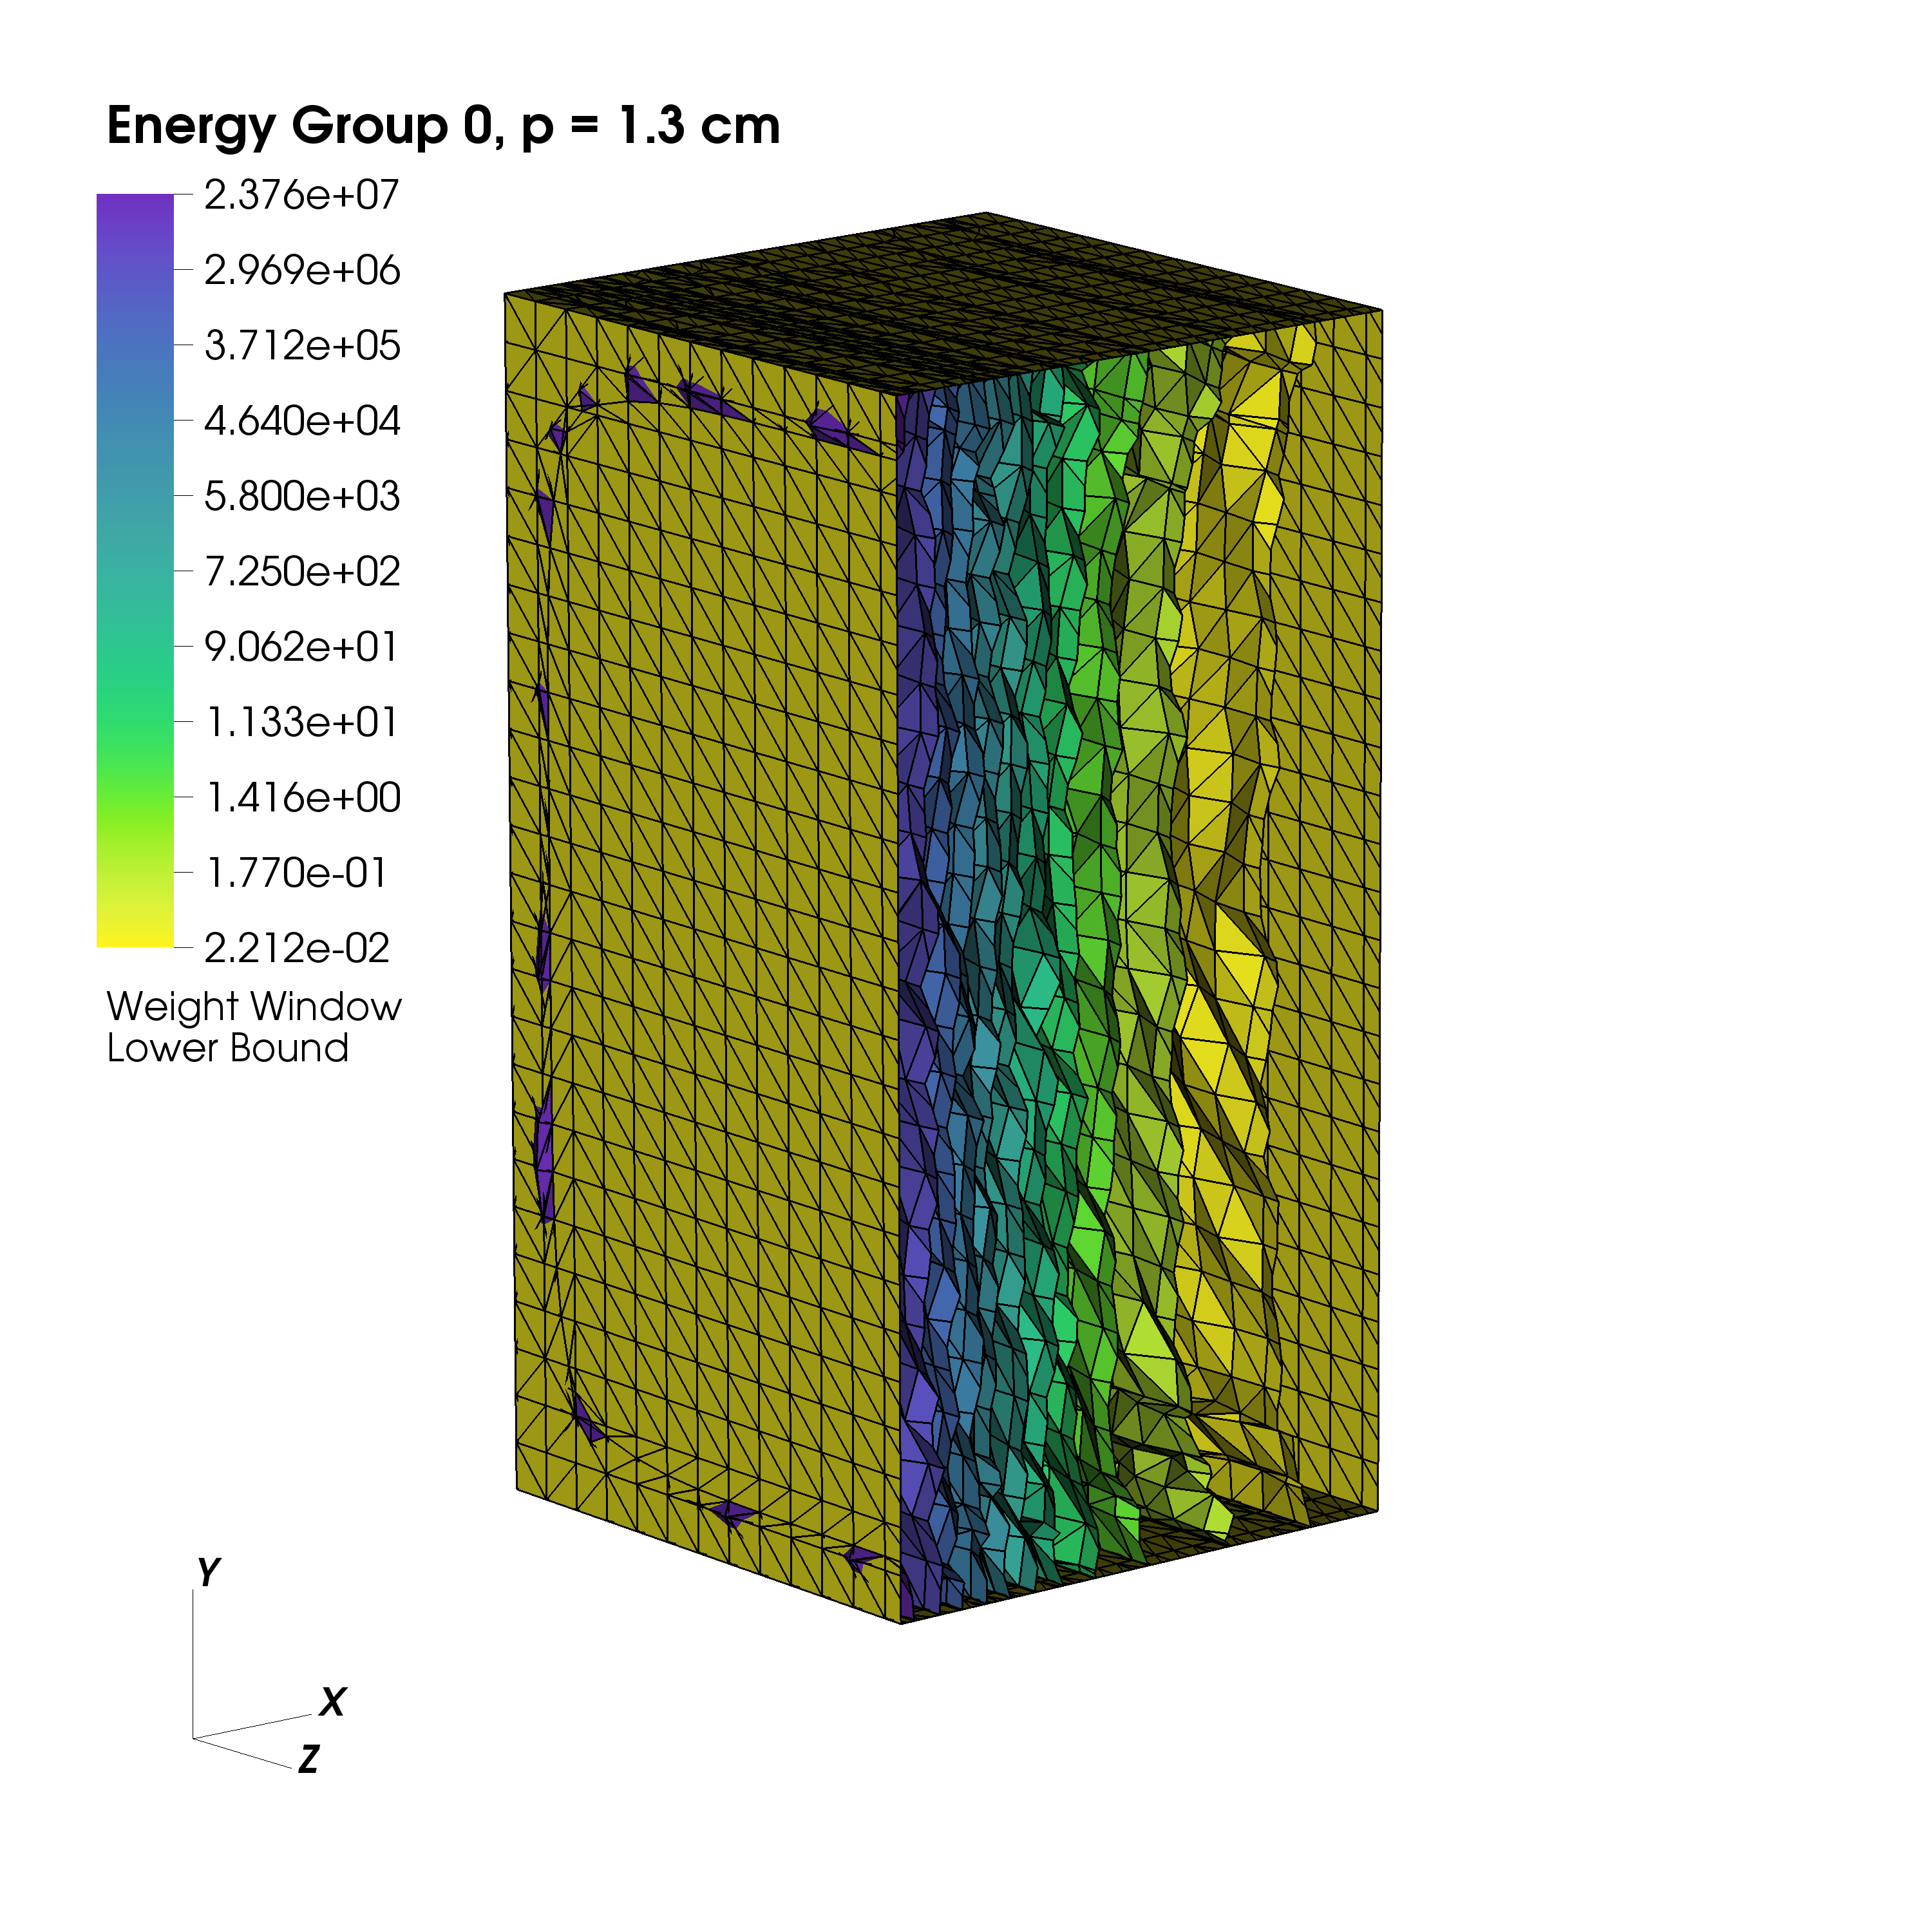 Energy Group 0, p = 1.3 cm
2.376e+07
2.969e+06
3.712e+05
4.640e+04
5.800e+03
7.250e+02
9.062e+01
1.133e+01
1.416e+00
1.770e-01
2.212e-02
Weight Window
Lower Bound
Y
X
Z